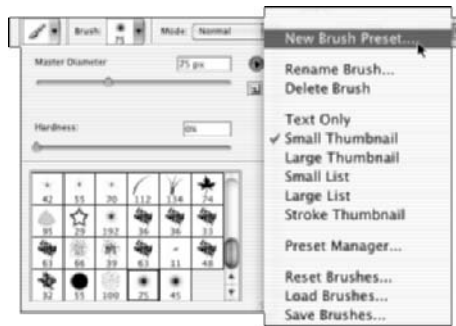 Brush: 75 Mode: Normal
Master Diameter 75 px
Hardness: 0%
42 55 70 112 134 74
95 29 192 36 36 33
63 66 39 63 11 48
32 55 100 75 45
New Brush Preset...
Rename Brush...
Delete Brush
Text Only
✓ Small Thumbnail
Large Thumbnail
Small List
Large List
Stroke Thumbnail
Preset Manager...
Reset Brushes...
Load Brushes...
Save Brushes...